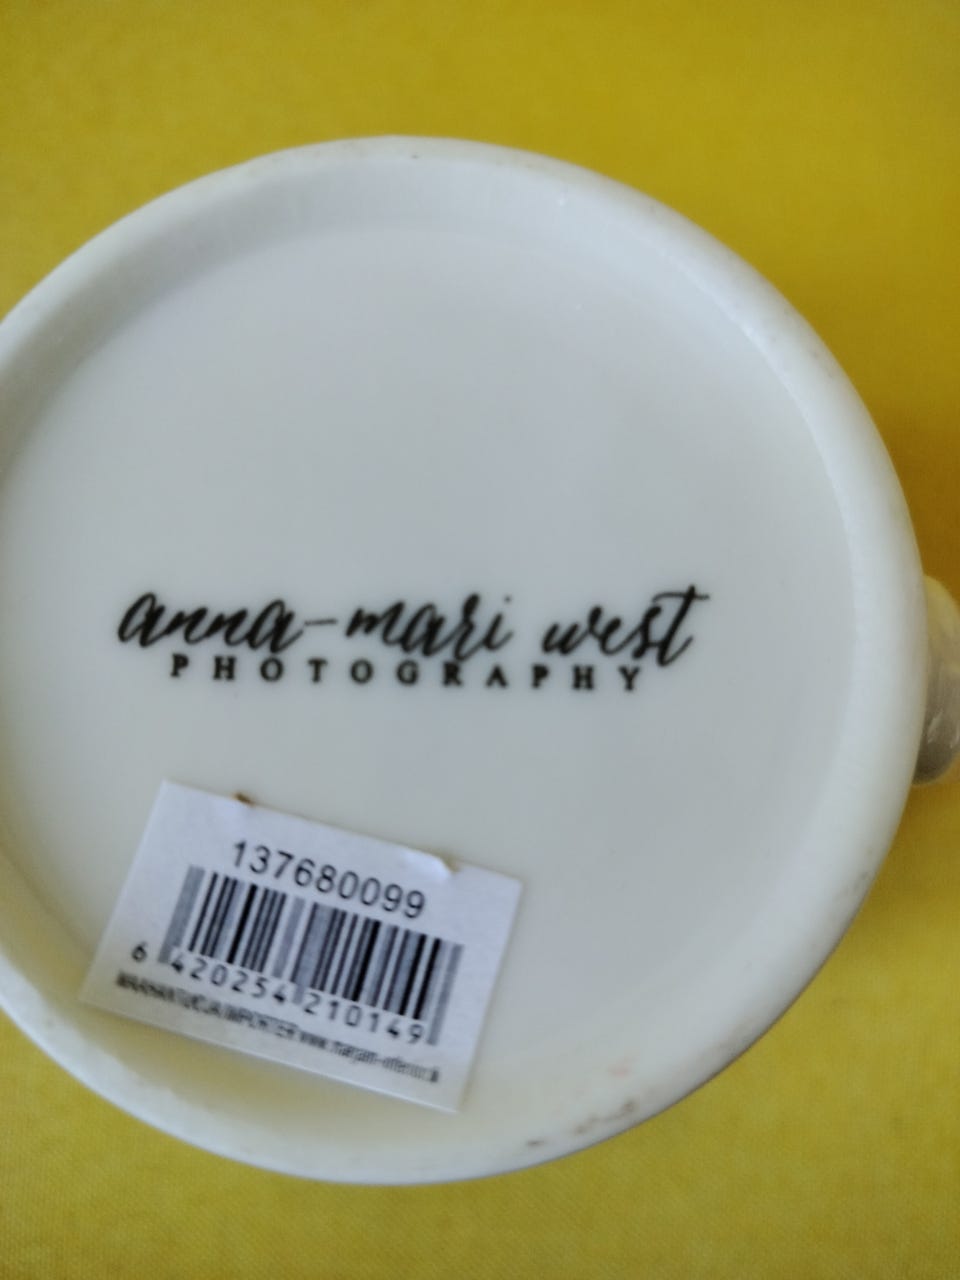 anna-mari west
PHOTOGRAPHY
137680099
6 420254 210149